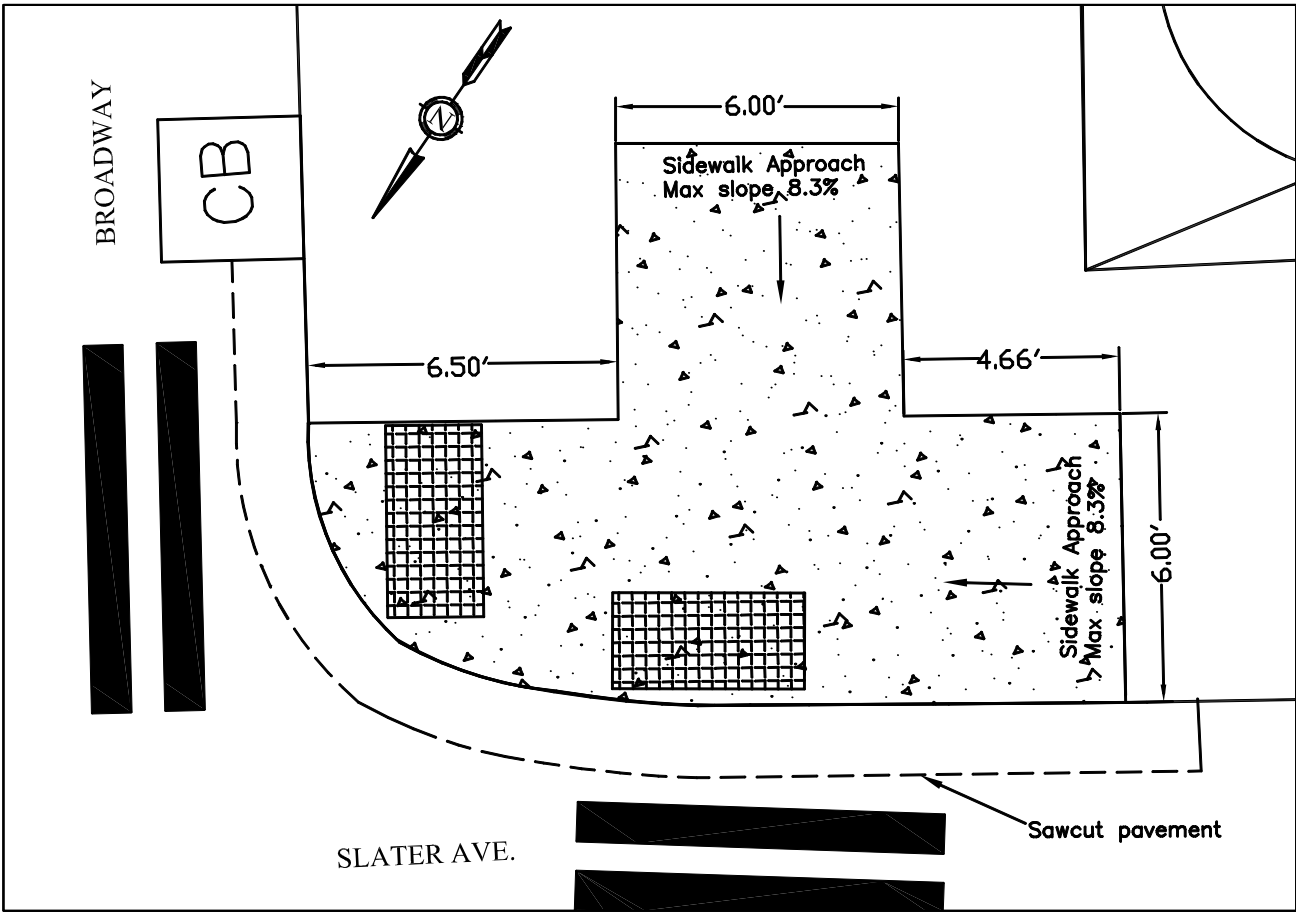 BROADWAY
CB
N
6.00'
Sidewalk Approach
Max slope 8.3%
6.50'
4.66'
Sidewalk Approach
Max slope 8.3%
6.00'
Sawcut pavement
SLATER AVE.